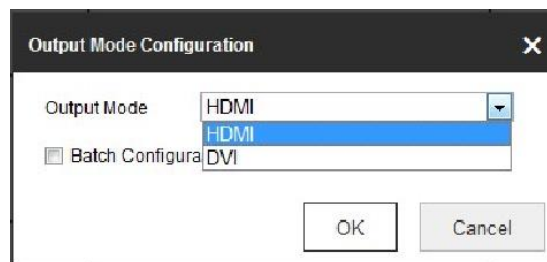 Output Mode Configuration
Output Mode HDMI
HDMI
Batch Configura DVI
OK Cancel